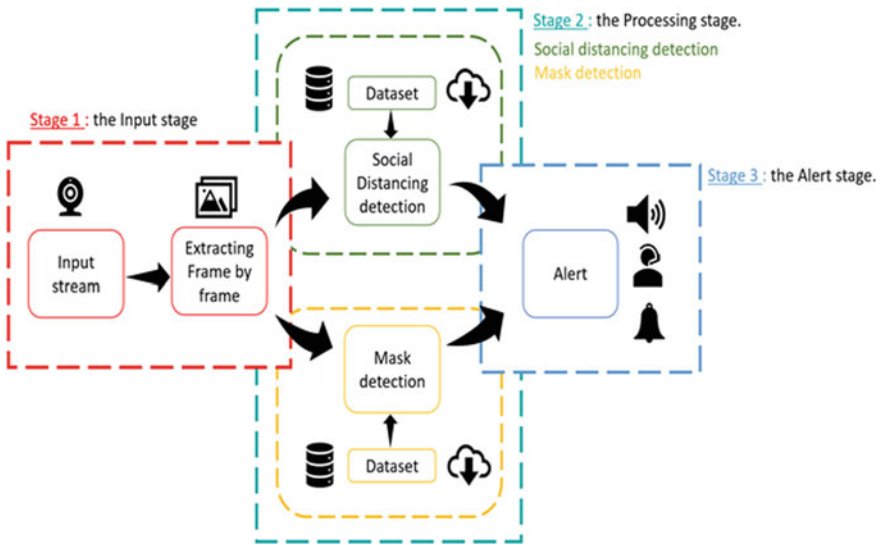 Stage 2 : the Processing stage.
Social distancing detection
Mask detection
Stage 1 : the Input stage
Dataset
Social
Distancing
detection
Stage 3 : the Alert stage.
Input
stream
Extracting
Frame by
frame
Alert
Mask
detection
Dataset